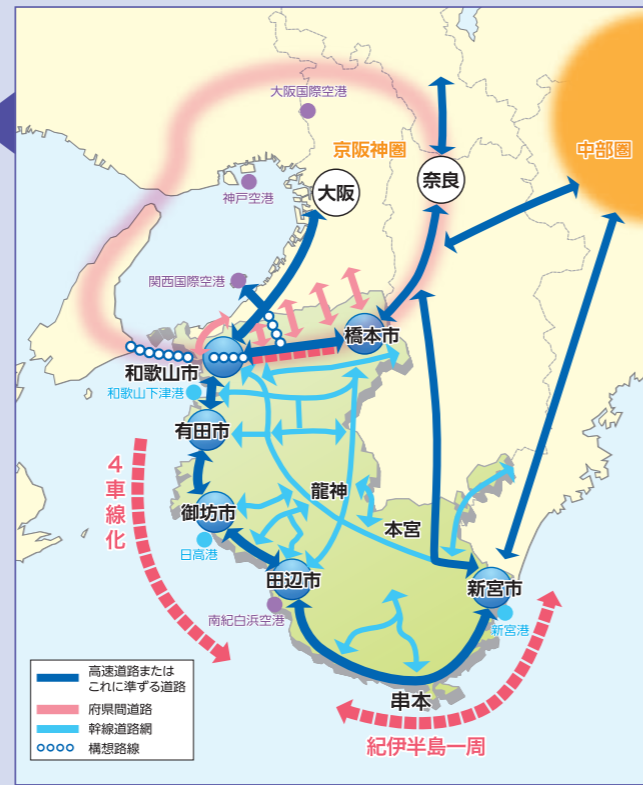 大阪国際空港
京阪神圏
中部圏
神戸空港
大阪
奈良
関西国際空港
橋本市
和歌山市
和歌山下津港
有田市
4車線化
龍神
御坊市
本宮
日高港
田辺市
新宮市
南紀白浜空港
新宮港
串本
紀伊半島一周
高速道路または
これに準ずる道路
府県間道路
幹線道路網
構想路線